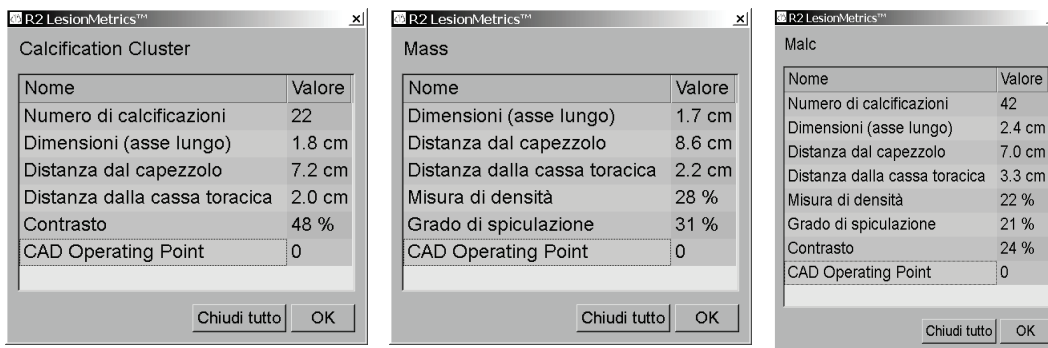 R2 LesionMetrics™
Calcification Cluster
Nome Valore
Numero di calcificazioni 22
Dimensioni (asse lungo) 1.8 cm
Distanza dal capezzolo 7.2 cm
Distanza dalla cassa toracica 2.0 cm
Contrasto 48 %
CAD Operating Point 0
Chiudi tutto OK
R2 LesionMetrics™
Mass
Nome Valore
Dimensioni (asse lungo) 1.7 cm
Distanza dal capezzolo 8.6 cm
Distanza dalla cassa toracica 2.2 cm
Misura di densità 28 %
Grado di spiculazione 31 %
CAD Operating Point 0
Chiudi tutto OK
R2 LesionMetrics™
Malc
Nome Valore
Numero di calcificazioni 42
Dimensioni (asse lungo) 2.4 cm
Distanza dal capezzolo 7.0 cm
Distanza dalla cassa toracica 3.3 cm
Misura di densità 22 %
Grado di spiculazione 21 %
Contrasto 24 %
CAD Operating Point 0
Chiudi tutto OK